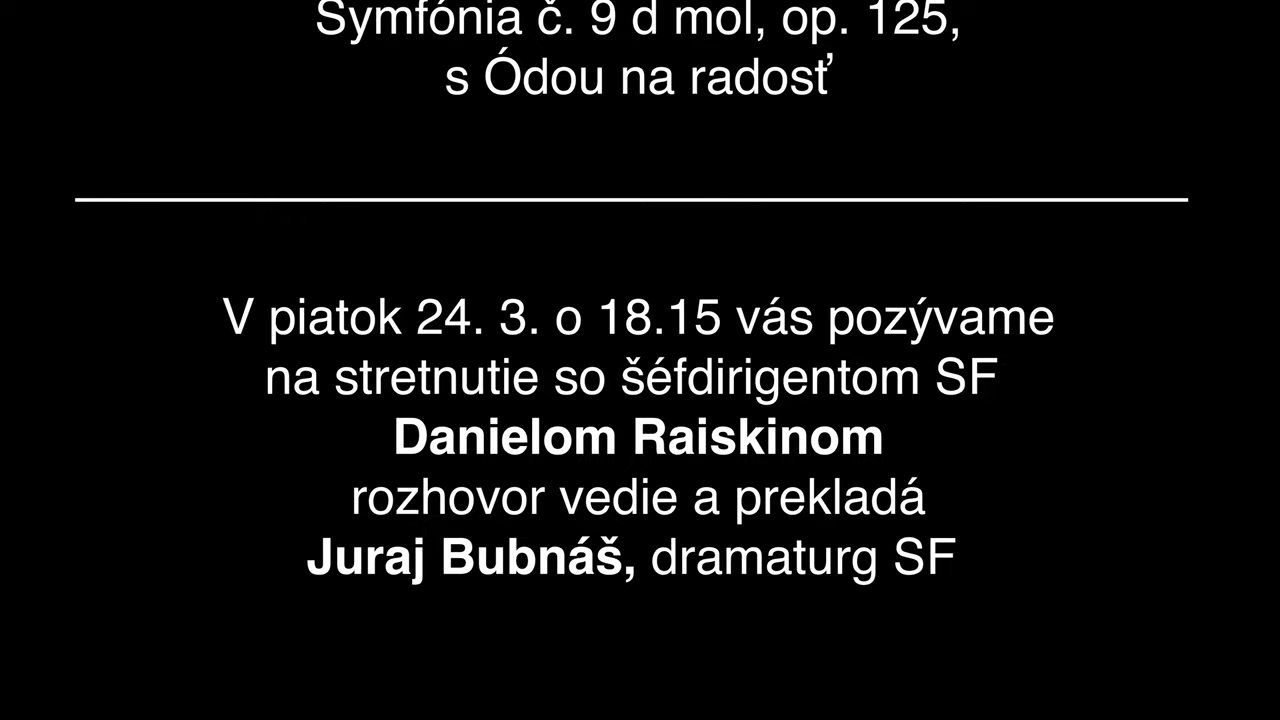 Symfónia č. 9 d mol, op. 125,
s Ódou na radosť
V piatok 24. 3. o 18.15 vás pozývame
na stretnutie so šéfdirigentom SF
Danielom Raiskinom
rozhovor vedie a prekladá
Juraj Bubnáš, dramaturg SF